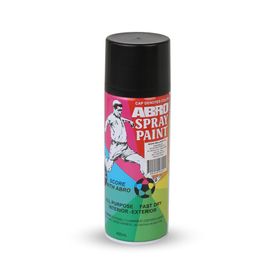 CAP DENOTES COLOR
ABRO
SPRAY
PAINT
SCORE
WITH ABRO
ALL PURPOSE FAST DRY
INTERIOR-EXTERIOR